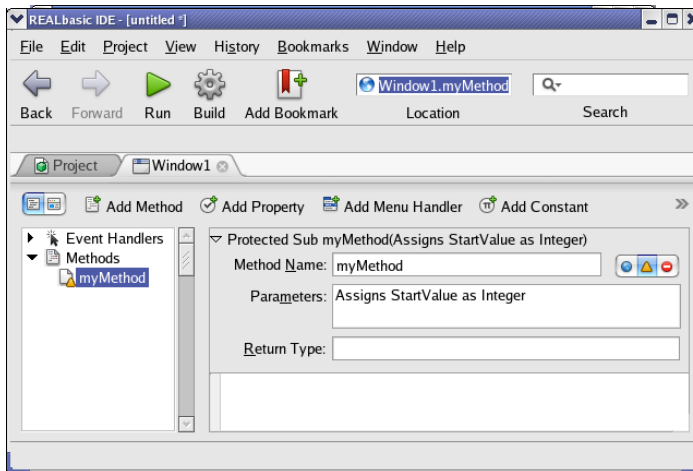 REALbasic IDE - [untitled *]
File Edit Project View History Bookmarks Window Help
Back Forward Run Build Add Bookmark Window1.myMethod Location Search
Project Window1
Add Method Add Property Add Menu Handler Add Constant
Event Handlers
Methods
myMethod
Protected Sub myMethod(Assigns StartValue as Integer)
Method Name: myMethod
Parameters: Assigns StartValue as Integer
Return Type: